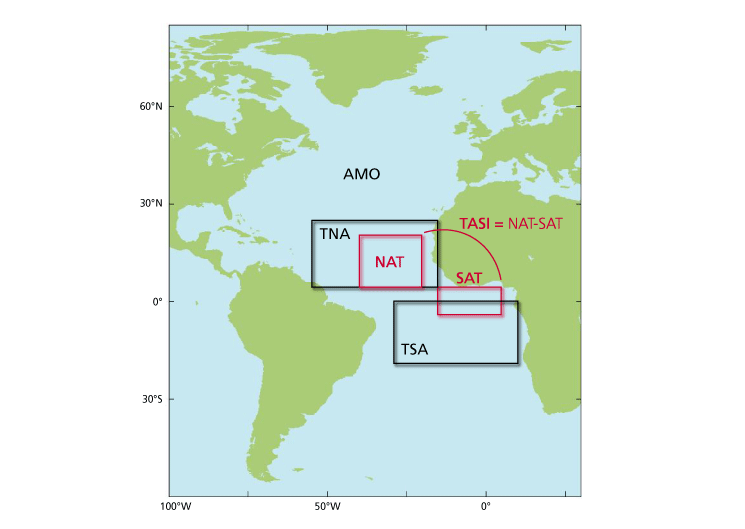 60°N
AMO
30°N
TASI = NAT-SAT
TNA
NAT
SAT
0°
TSA
30°S
100°W
50°W
0°